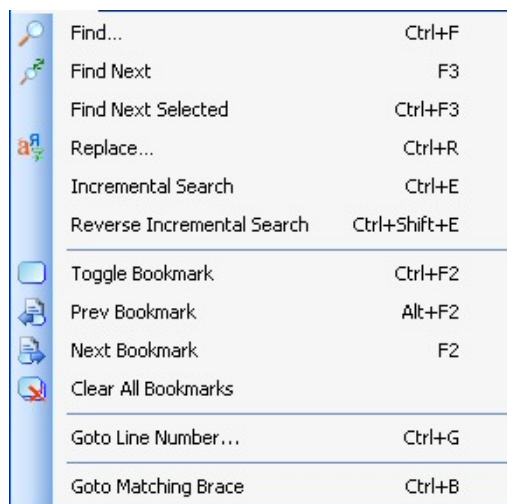 Find... Ctrl+F
Find Next F3
Find Next Selected Ctrl+F3
Replace... Ctrl+R
Incremental Search Ctrl+E
Reverse Incremental Search Ctrl+Shift+E
Toggle Bookmark Ctrl+F2
Prev Bookmark Alt+F2
Next Bookmark F2
Clear All Bookmarks
Goto Line Number... Ctrl+G
Goto Matching Brace Ctrl+B